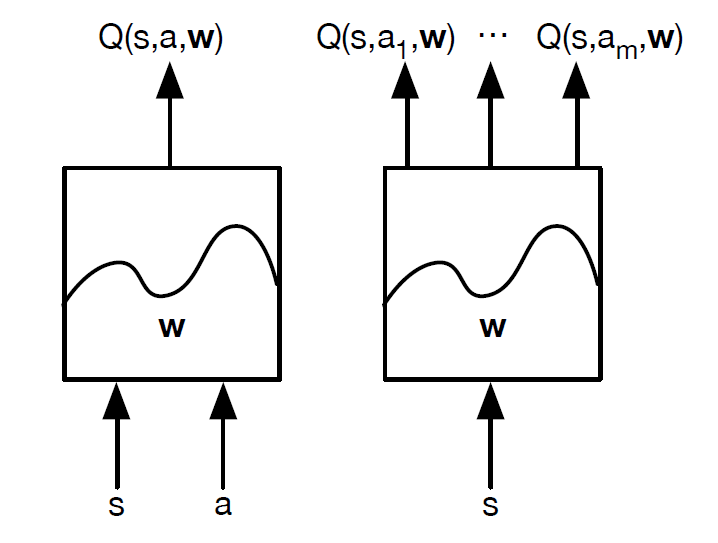 Q(s,a,w) Q(s,a₁,w) ⋯ Q(s,aₘ,w)
w w
s a s